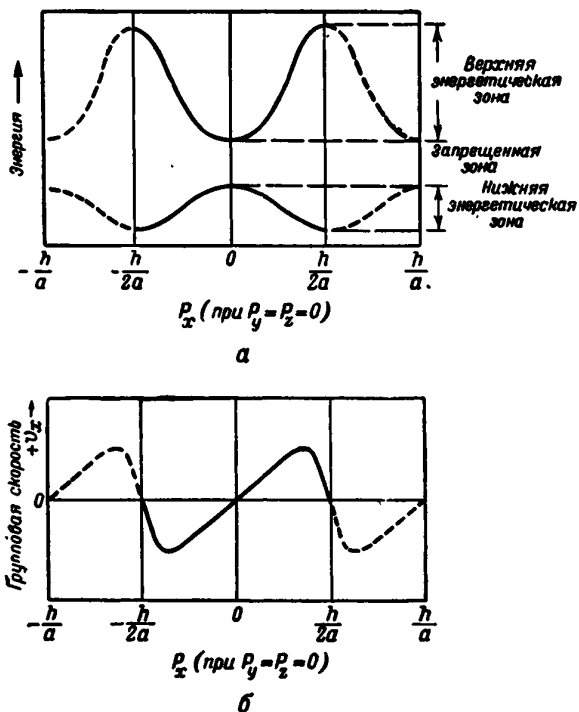 Энергия →
Верхняя
энергетическая
зона
Запрещенная
зона
Нижняя
энергетическая
зона
-h/a -h/2a 0 h/2a h/a.
P_x (при P_y = P_z = 0)
а
Групповая скорость
+v_x →
0
-h/a -h/2a 0 h/2a h/a
P_x (при P_y = P_z = 0)
б